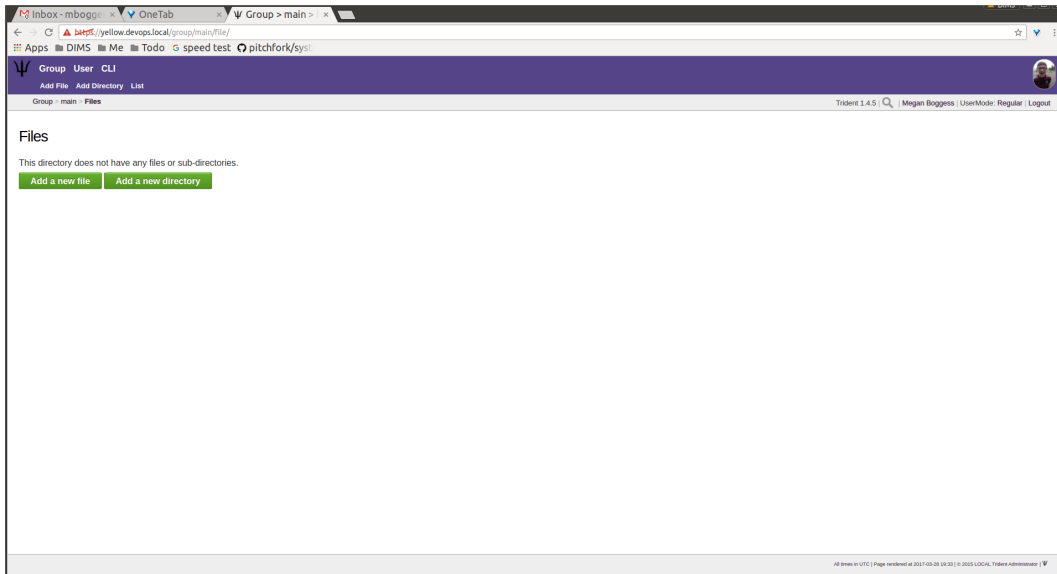 DIMS
Inbox - mbogge OneTab Group > main >
https://yellow.devops.local/group/main/file/
Apps DIMS Me Todo speed test pitchfork/syst
Group User CLI
Add File Add Directory List
Group > main > Files Trident 1.4.5 | | Megan Boggess | UserMode: Regular | Logout
Files
This directory does not have any files or sub-directories.
Add a new file Add a new directory
All times in UTC | Page rendered at 2017-03-28 19:33 | © 2015 LOCAL Trident Administrator | Ψ